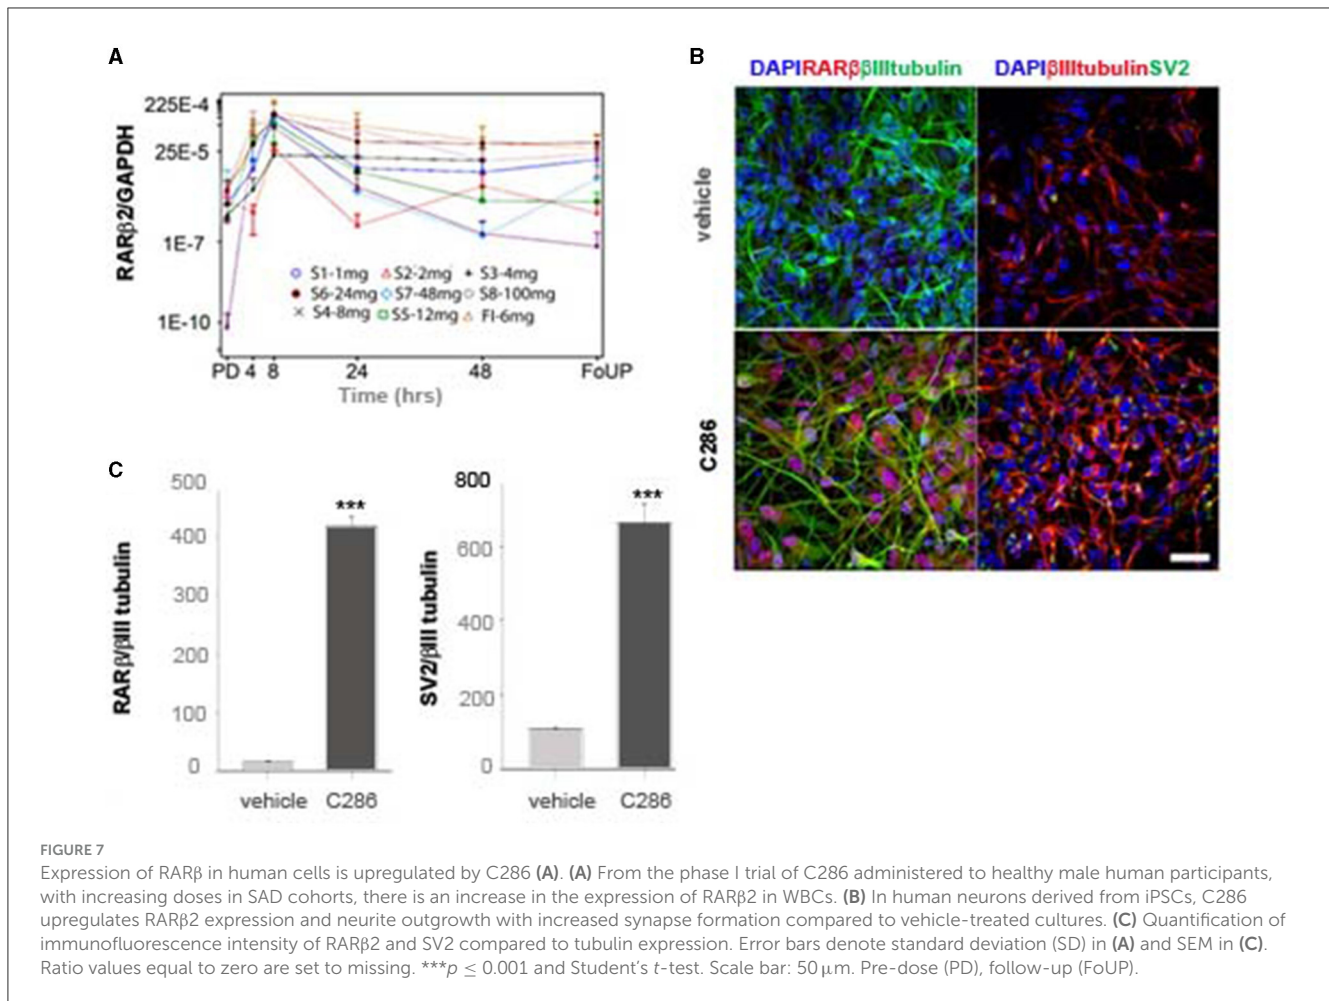 A
RARβ2/GAPDH
225E-4
25E-5
1E-7
1E-10
S1-1mg S2-2mg S3-4mg
S6-24mg S7-48mg S8-100mg
S4-8mg S5-12mg FI-6mg
PD 4 8 24 48 FoUP
Time (hrs)
B
DAPIRARββIIItubulin DAPIβIIItubulinSV2
vehicle
C286
C
RARβ/βIII tubulin
500
400
300
200
100
0
***
vehicle C286
SV2/βIII tubulin
800
600
400
200
0
***
vehicle C286
FIGURE 7
Expression of RARβ in human cells is upregulated by C286 (A). (A) From the phase I trial of C286 administered to healthy male human participants,
with increasing doses in SAD cohorts, there is an increase in the expression of RARβ2 in WBCs. (B) In human neurons derived from iPSCs, C286
upregulates RARβ2 expression and neurite outgrowth with increased synapse formation compared to vehicle-treated cultures. (C) Quantification of
immunofluorescence intensity of RARβ2 and SV2 compared to tubulin expression. Error bars denote standard deviation (SD) in (A) and SEM in (C).
Ratio values equal to zero are set to missing. ***p ≤ 0.001 and Student's t-test. Scale bar: 50 μm. Pre-dose (PD), follow-up (FoUP).